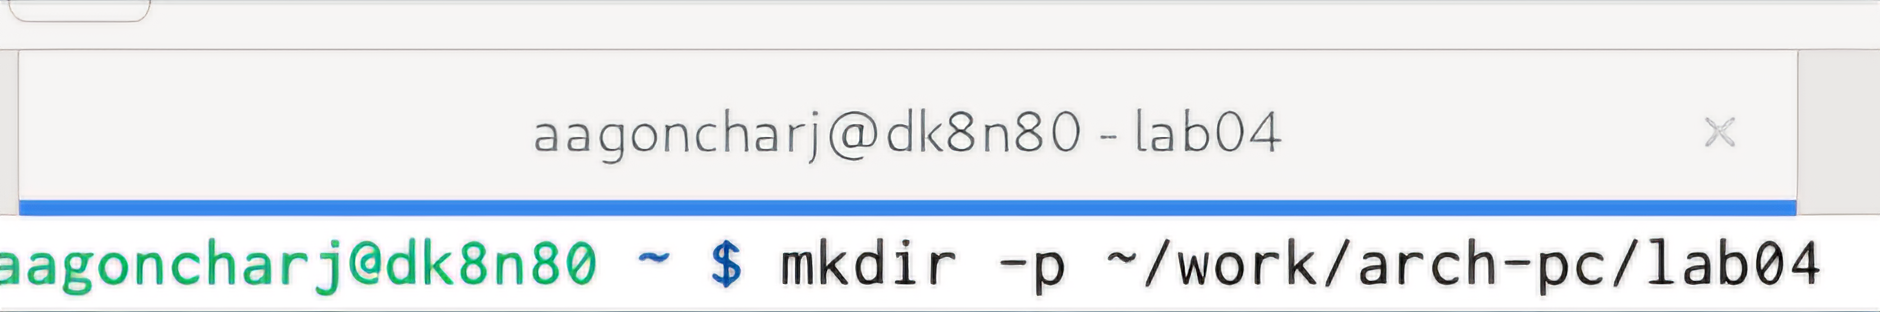 aagoncharj@dk8n80 - lab04
aagoncharj@dk8n80 ~ $ mkdir -p ~/work/arch-pc/lab04